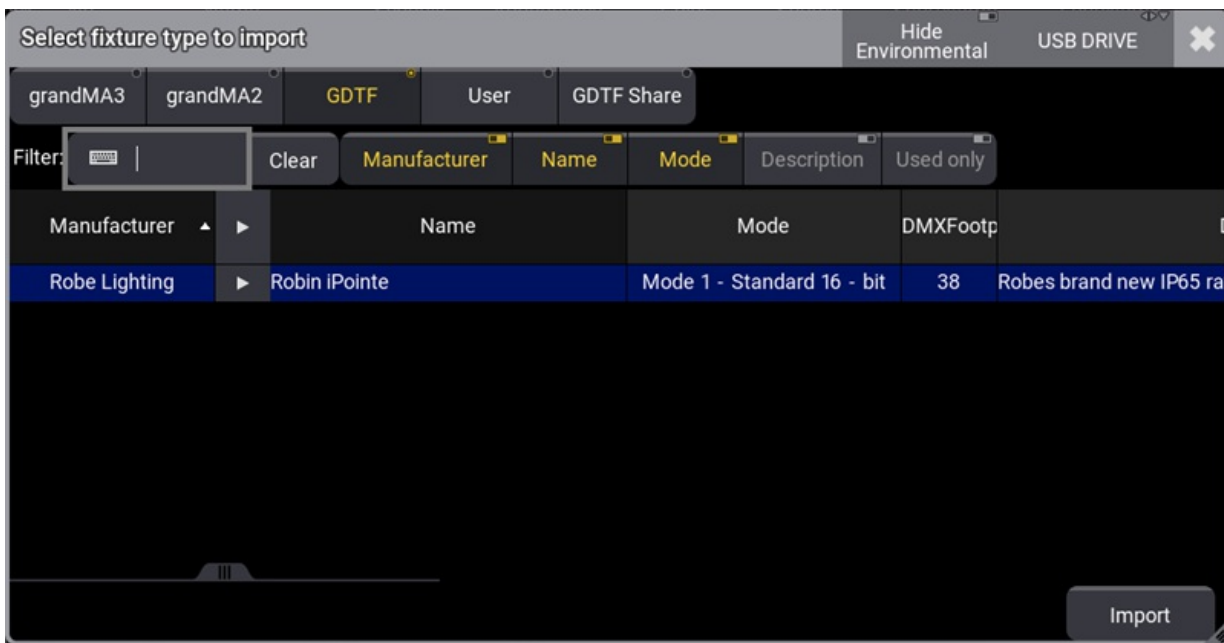 Select fixture type to import
Hide Environmental
USB DRIVE
grandMA3 grandMA2 GDTF User GDTF Share
Filter: Clear Manufacturer Name Mode Description Used only
Manufacturer Name Mode DMXFootp
Robe Lighting Robin iPointe Mode 1 - Standard 16 - bit 38 Robes brand new IP65 ra
Import